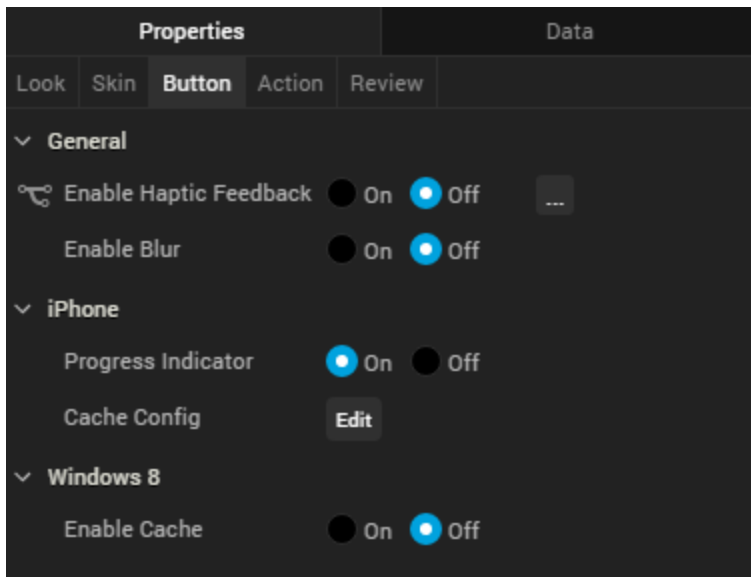 Properties Data
Look Skin Button Action Review
General
Enable Haptic Feedback On Off ...
Enable Blur On Off
iPhone
Progress Indicator On Off
Cache Config Edit
Windows 8
Enable Cache On Off